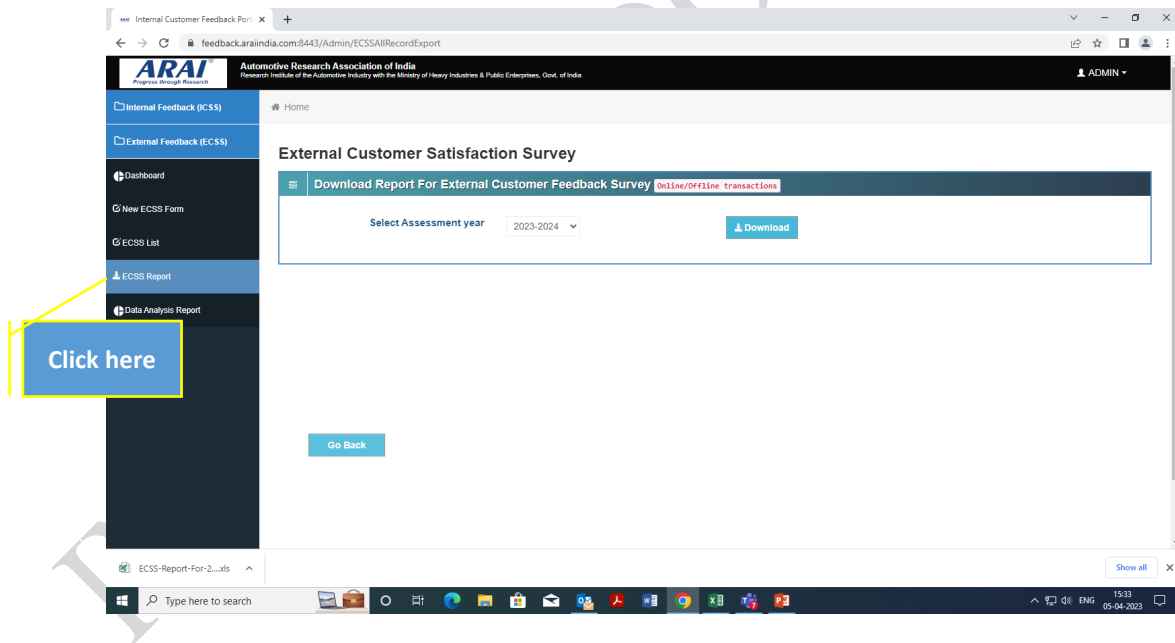 Internal Customer Feedback Port
feedback.araiindia.com:8443/Admin/ECSSAllRecordExport
ARAI®
Progress through Research
Automotive Research Association of India
Research Institute of the Automotive Industry with the Ministry of Heavy Industries & Public Enterprises, Govt. of India
ADMIN
Internal Feedback (ICSS)
Home
External Feedback (ECSS)
External Customer Satisfaction Survey
Dashboard
Download Report For External Customer Feedback Survey Online/Offline transactions
New ECSS Form
Select Assessment year
2023-2024
Download
ECSS List
ECSS Report
Data Analysis Report
Click here
Go Back
ECSS-Report-For-2....xls
Show all
Type here to search
ENG
15:33
05-04-2023